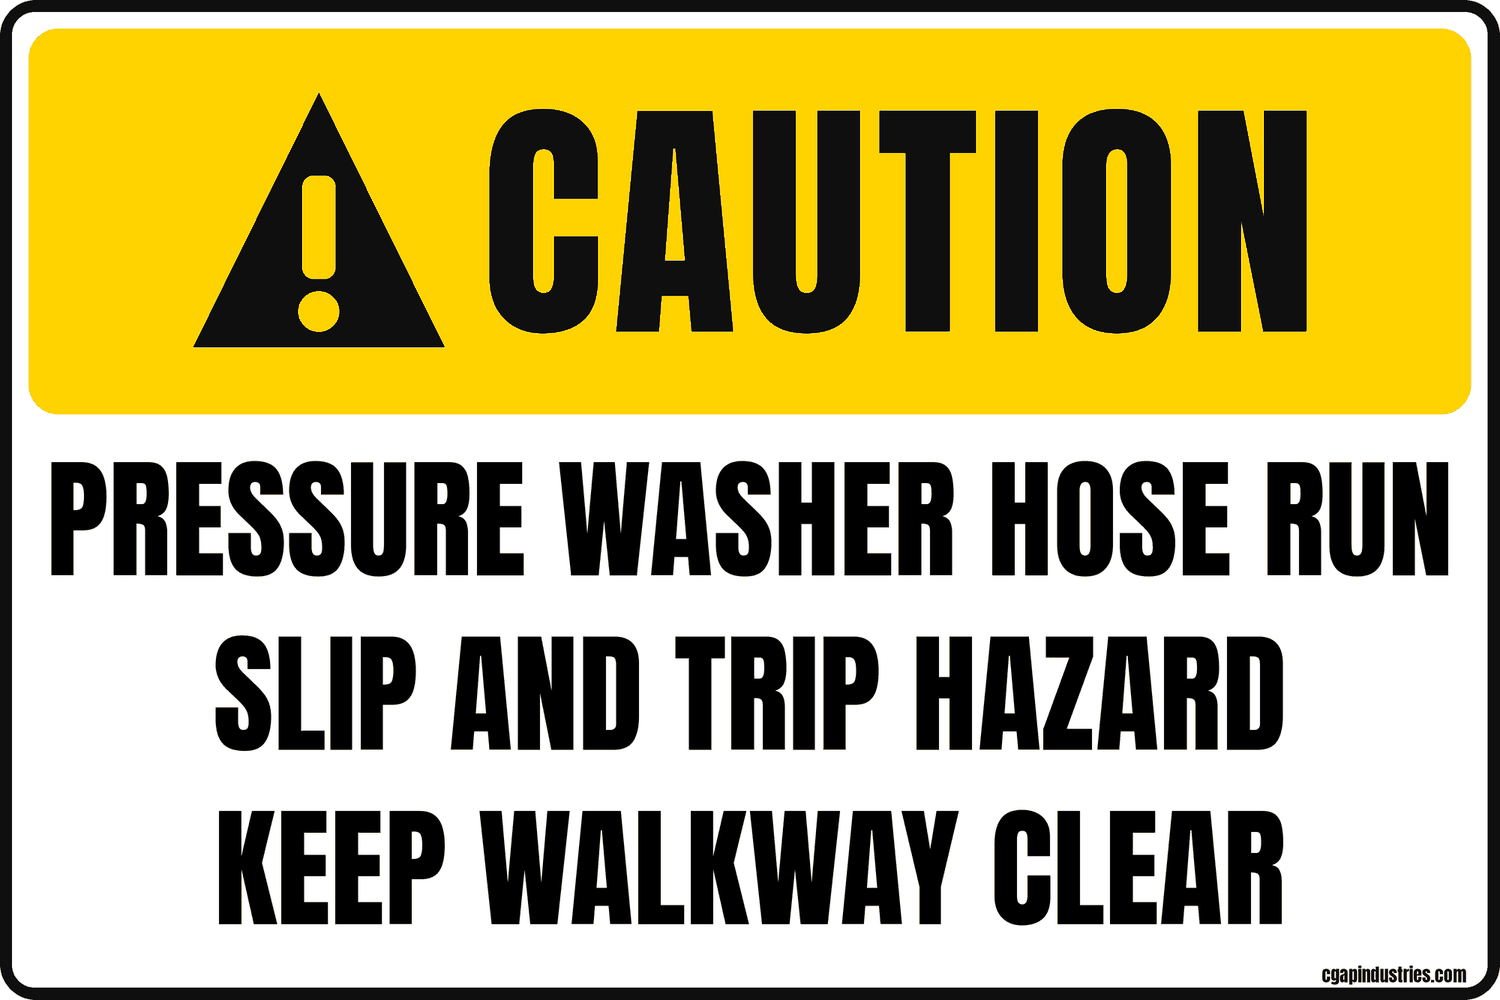 CAUTION
PRESSURE WASHER HOSE RUN
SLIP AND TRIP HAZARD
KEEP WALKWAY CLEAR
cgapindustries.com